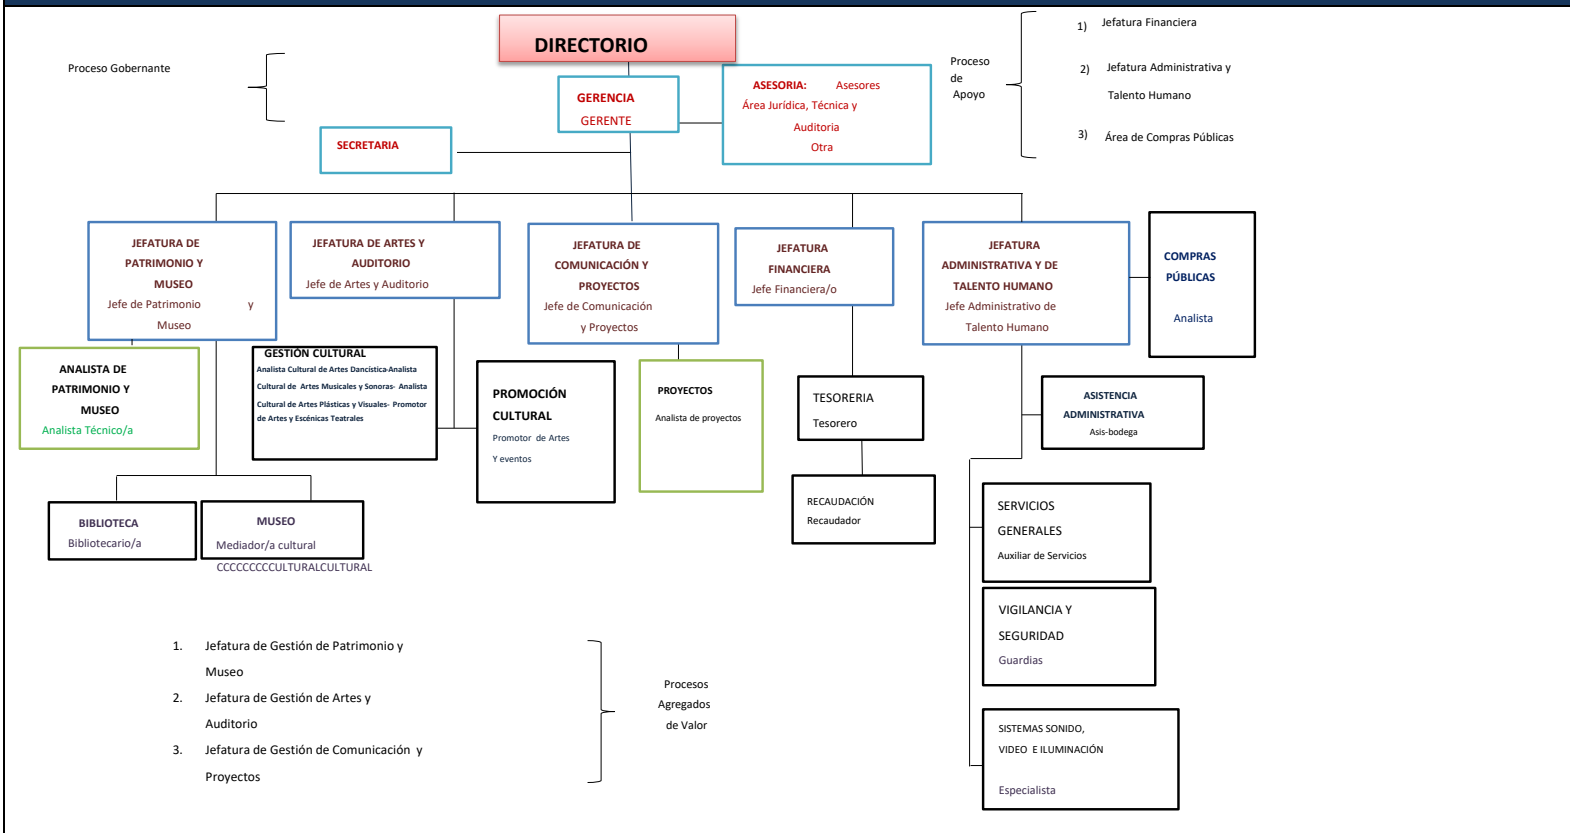 DIRECTORIO
Proceso Gobernante
GERENCIA
GERENTE
SECRETARIA
ASESORIA: Asesores
Área Jurídica, Técnica y
Auditoria
Otra
Proceso
de
Apoyo
1) Jefatura Financiera
2) Jefatura Administrativa y
Talento Humano
3) Área de Compras Públicas
JEFATURA DE
PATRIMONIO Y
MUSEO
Jefe de Patrimonio y
Museo
JEFATURA DE ARTES Y
AUDITORIO
Jefe de Artes y Auditorio
JEFATURA DE
COMUNICACIÓN Y
PROYECTOS
Jefe de Comunicación
y Proyectos
JEFATURA
FINANCIERA
Jefe Financiera/o
JEFATURA
ADMINISTRATIVA Y DE
TALENTO HUMANO
Jefe Administrativo de
Talento Humano
COMPRAS
PÚBLICAS
Analista
ANALISTA DE
PATRIMONIO Y
MUSEO
Analista Técnico/a
GESTIÓN CULTURAL
Analista Cultural de Artes Dancística-Analista
Cultural de Artes Musicales y Sonoras- Analista
Cultural de Artes Plásticas y Visuales- Promotor
de Artes y Escénicas Teatrales
PROMOCIÓN
CULTURAL
Promotor de Artes
Y eventos
PROYECTOS
Analista de proyectos
TESORERIA
Tesorero
ASISTENCIA
ADMINISTRATIVA
Asis-bodega
RECAUDACIÓN
Recaudador
BIBLIOTECA
Bibliotecario/a
MUSEO
Mediador/a cultural
CCCCCCCCCULTURALCULTURAL
SERVICIOS
GENERALES
Auxiliar de Servicios
VIGILANCIA Y
SEGURIDAD
Guardias
SISTEMAS SONIDO,
VIDEO E ILUMINACIÓN
Especialista
1. Jefatura de Gestión de Patrimonio y
Museo
2. Jefatura de Gestión de Artes y
Auditorio
3. Jefatura de Gestión de Comunicación y
Proyectos
Procesos
Agregados
de Valor